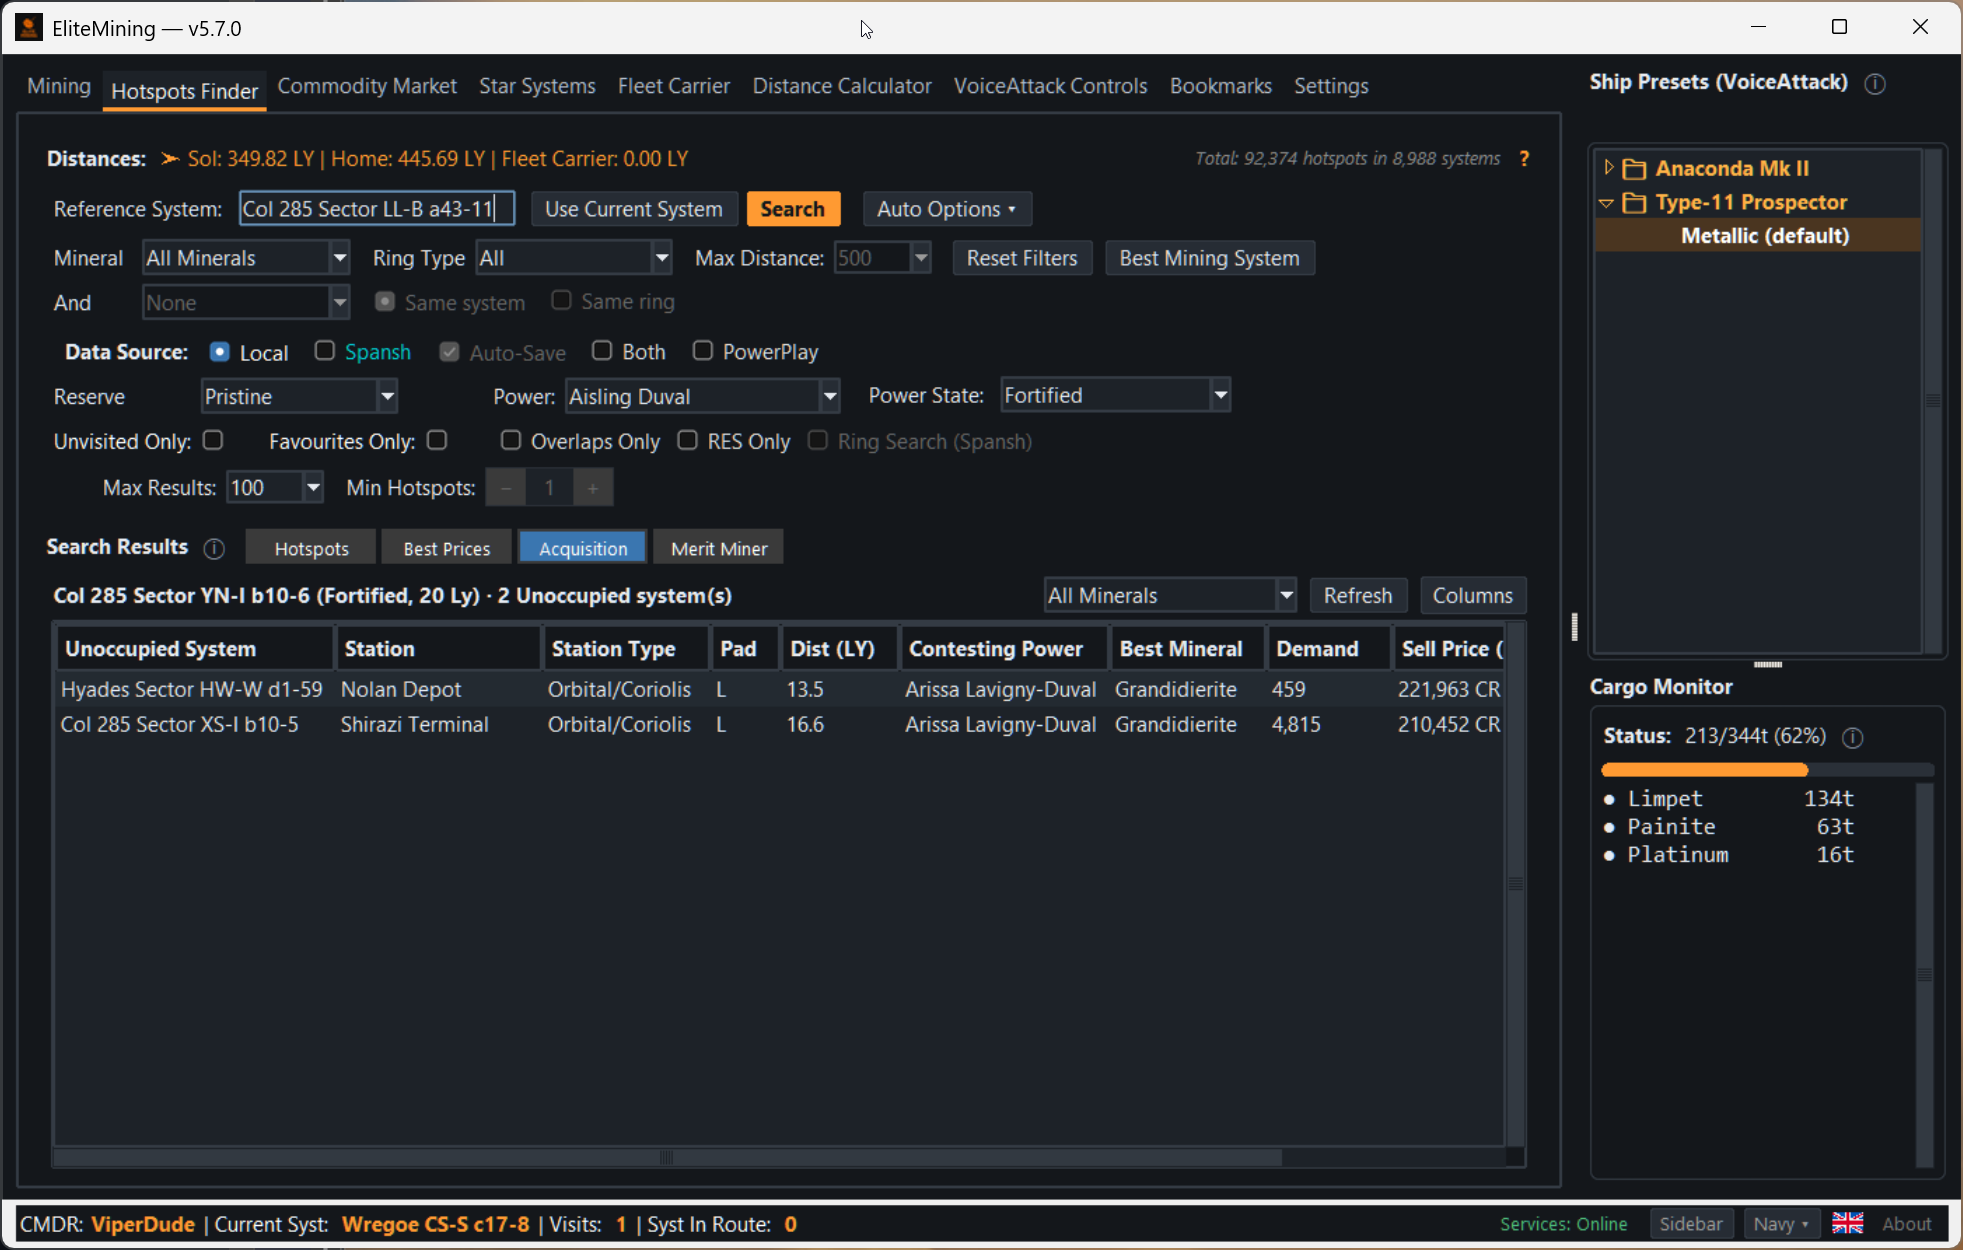 EliteMining — v5.7.0
Mining Hotspots Finder Commodity Market Star Systems Fleet Carrier Distance Calculator VoiceAttack Controls Bookmarks Settings
Distances: ➤ Sol: 349.82 LY | Home: 445.69 LY | Fleet Carrier: 0.00 LY Total: 92,374 hotspots in 8,988 systems ?
Reference System: Col 285 Sector LL-B a43-11 Use Current System Search Auto Options ▾
Mineral All Minerals Ring Type All Max Distance: 500 Reset Filters Best Mining System
And None Same system Same ring
Data Source: Local Spansh Auto-Save Both PowerPlay
Reserve Pristine Power: Aisling Duval Power State: Fortified
Unvisited Only: Favourites Only: Overlaps Only RES Only Ring Search (Spansh)
Max Results: 100 Min Hotspots: − 1 +
Search Results ⓘ Hotspots Best Prices Acquisition Merit Miner
Col 285 Sector YN-I b10-6 (Fortified, 20 Ly) · 2 Unoccupied system(s) All Minerals Refresh Columns
Unoccupied System Station Station Type Pad Dist (LY) Contesting Power Best Mineral Demand Sell Price (
Hyades Sector HW-W d1-59 Nolan Depot Orbital/Coriolis L 13.5 Arissa Lavigny-Duval Grandidierite 459 221,963 CR
Col 285 Sector XS-I b10-5 Shirazi Terminal Orbital/Coriolis L 16.6 Arissa Lavigny-Duval Grandidierite 4,815 210,452 CR
Ship Presets (VoiceAttack) ⓘ
Anaconda Mk II
Type-11 Prospector
Metallic (default)
Cargo Monitor
Status: 213/344t (62%) ⓘ
● Limpet 134t
● Painite 63t
● Platinum 16t
CMDR: ViperDude | Current Syst: Wregoe CS-S c17-8 | Visits: 1 | Syst In Route: 0 Services: Online Sidebar Navy ▾ About